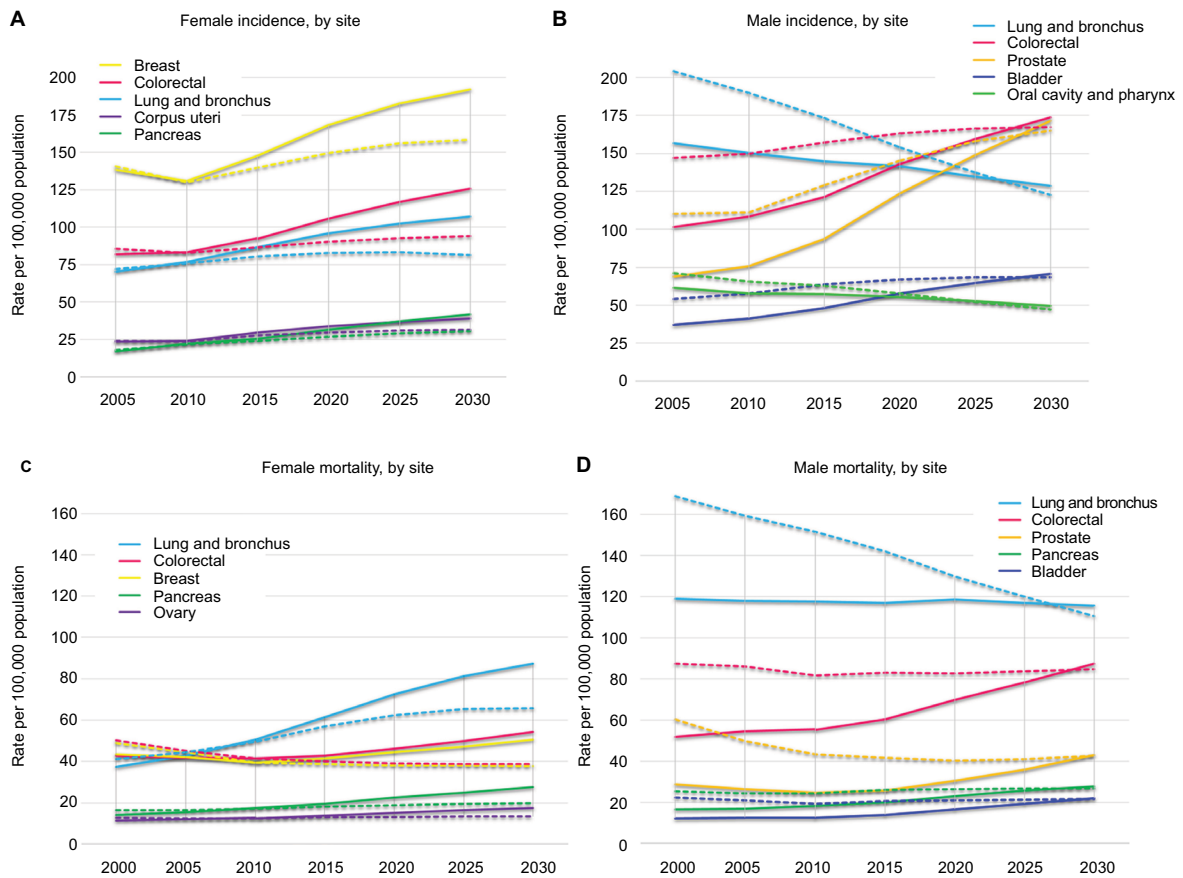 A
Female incidence, by site
Breast
Colorectal
Lung and bronchus
Corpus uteri
Pancreas
Rate per 100,000 population
200
175
150
125
100
75
50
25
0
2005 2010 2015 2020 2025 2030
B
Male incidence, by site
Lung and bronchus
Colorectal
Prostate
Bladder
Oral cavity and pharynx
Rate per 100,000 population
200
175
150
125
100
75
50
25
0
2005 2010 2015 2020 2025 2030
C
Female mortality, by site
Lung and bronchus
Colorectal
Breast
Pancreas
Ovary
Rate per 100,000 population
160
140
120
100
80
60
40
20
0
2000 2005 2010 2015 2020 2025 2030
D
Male mortality, by site
Lung and bronchus
Colorectal
Prostate
Pancreas
Bladder
Rate per 100,000 population
160
140
120
100
80
60
40
20
0
2000 2005 2010 2015 2020 2025 2030